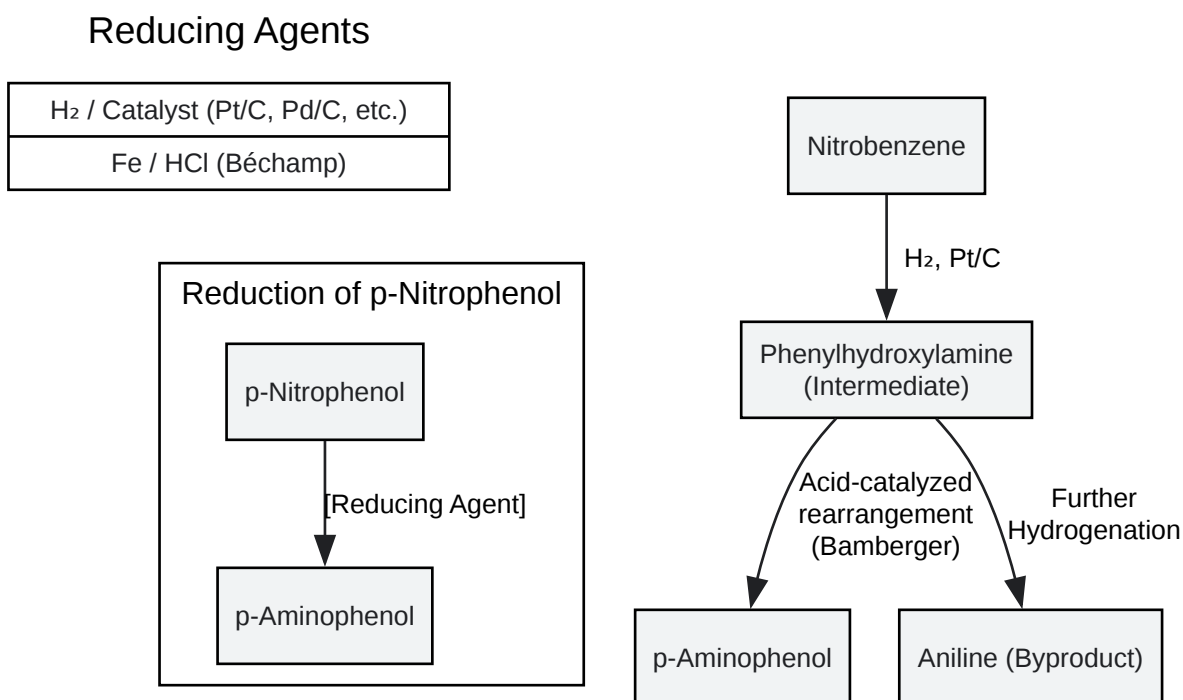 Reducing Agents
H₂ / Catalyst (Pt/C, Pd/C, etc.)
Fe / HCl (Béchamp)
Reduction of p-Nitrophenol
p-Nitrophenol
[Reducing Agent]
p-Aminophenol
Nitrobenzene
H₂, Pt/C
Phenylhydroxylamine
(Intermediate)
Acid-catalyzed
rearrangement
(Bamberger)
Further
Hydrogenation
p-Aminophenol
Aniline (Byproduct)